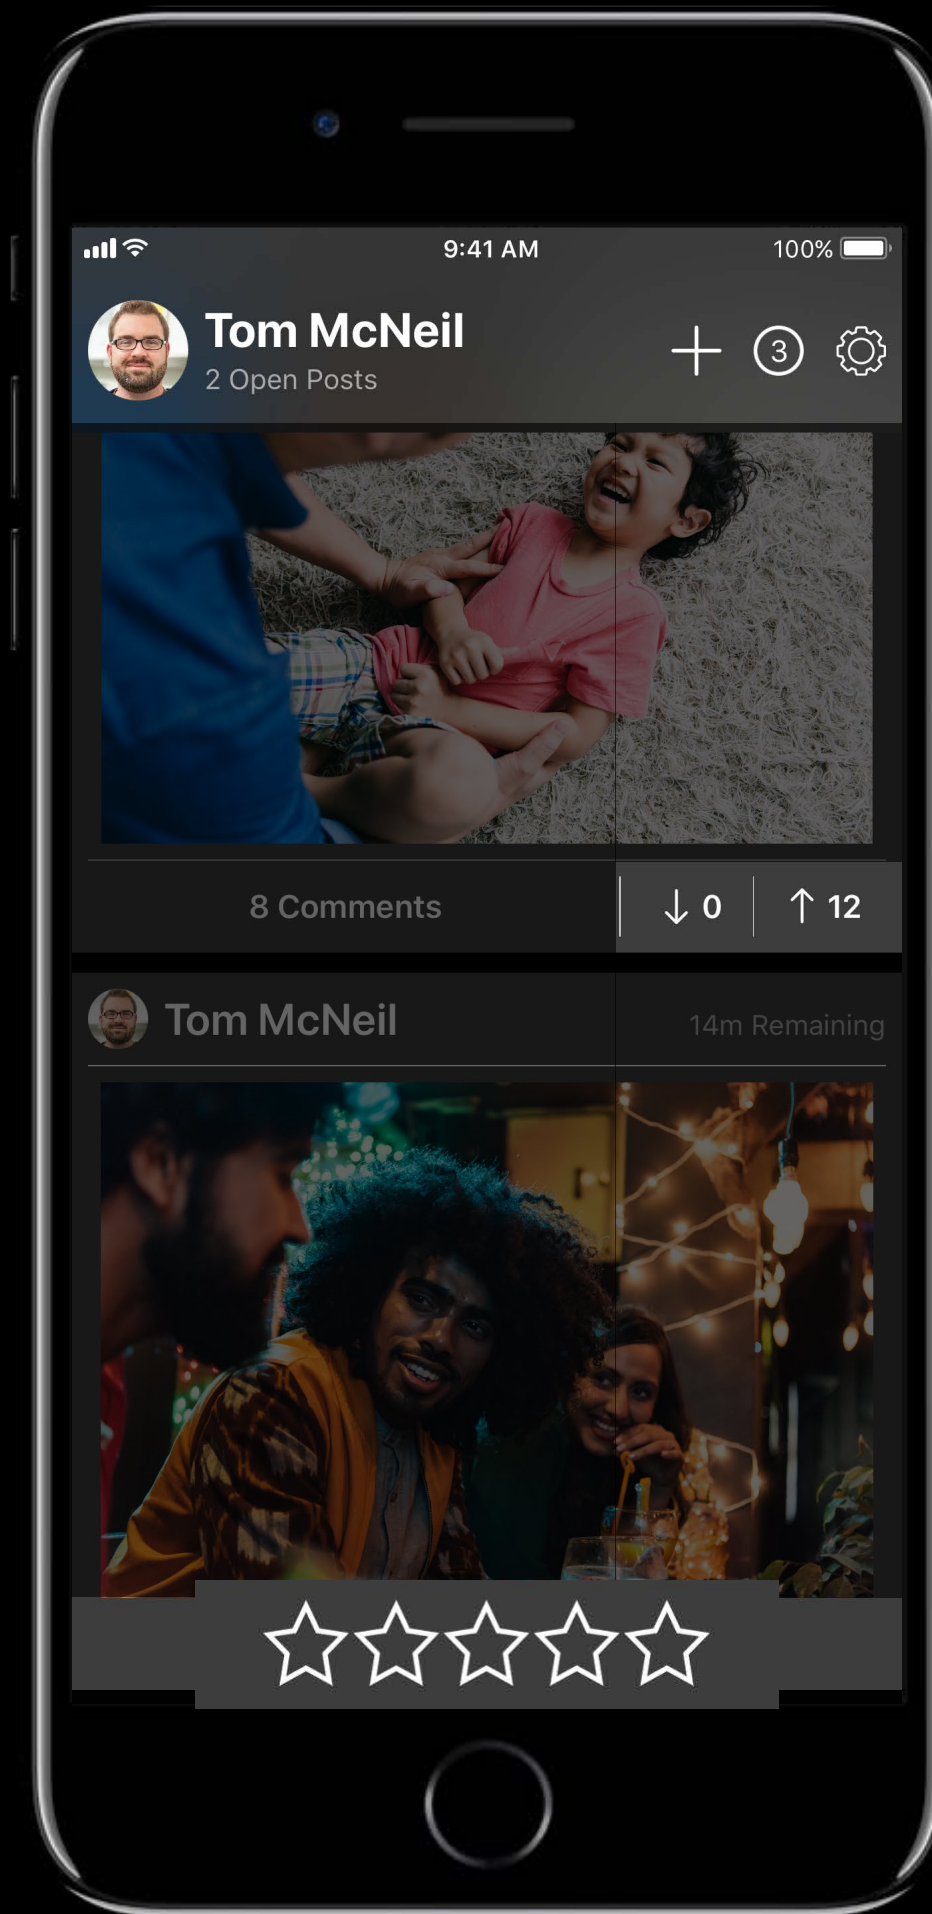 9:41 AM
100%
Tom McNeil
2 Open Posts
3
8 Comments
0
12
Tom McNeil
14m Remaining